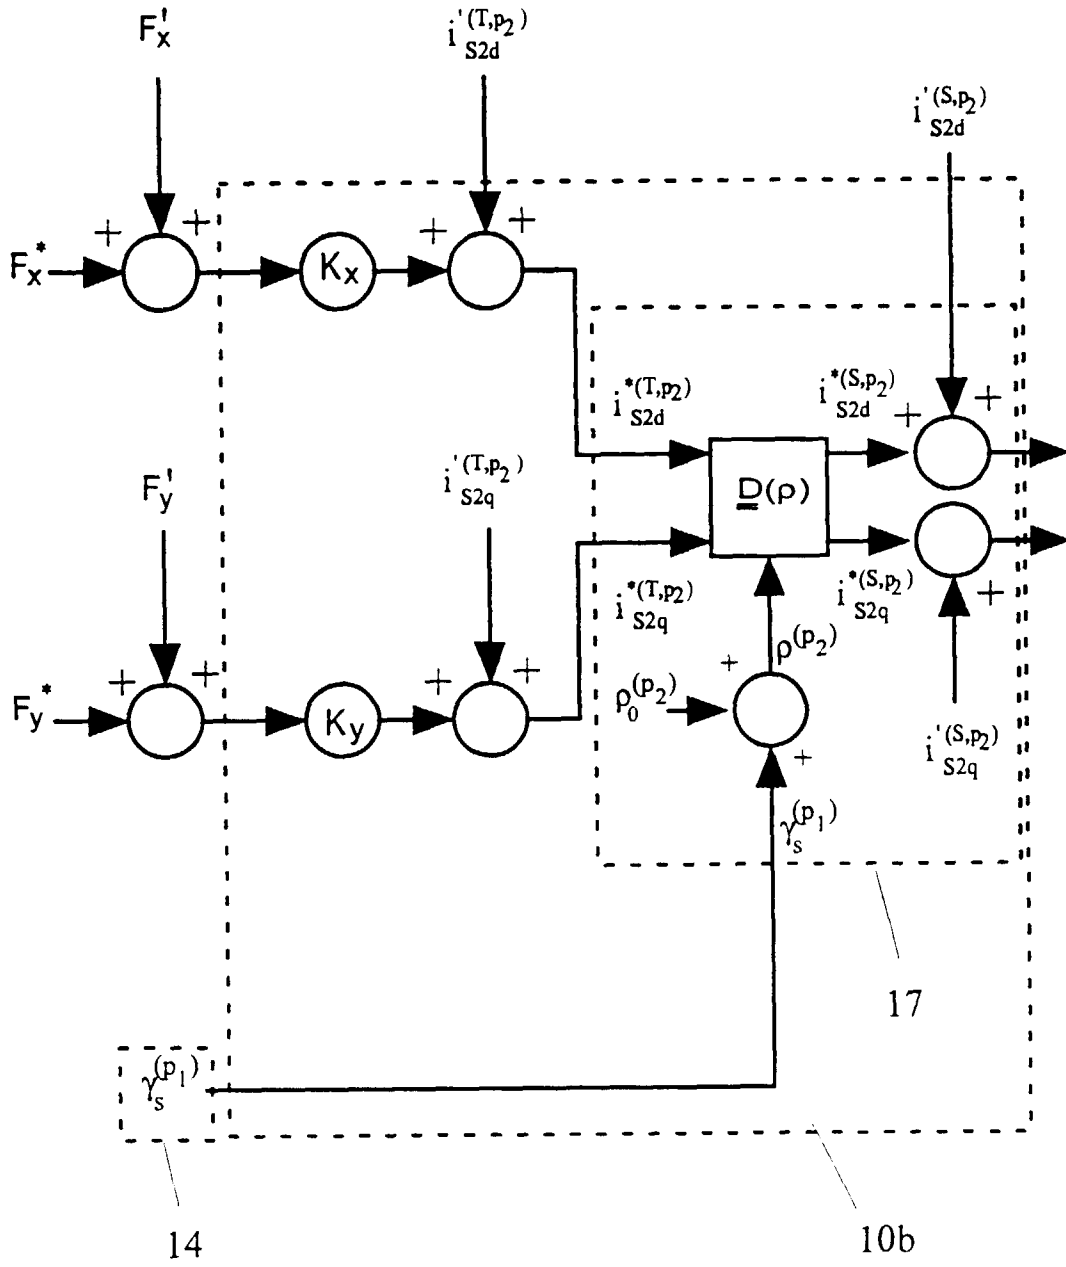 F'x
i'(T,p2) S2d
i'(S,p2) S2d
+ +
+ +
Fx*
Kx
i*(T,p2) S2d
i*(S,p2) S2d
+ +
F'y
i'(T,p2) S2q
D(ρ)
i*(T,p2) S2q
i*(S,p2) S2q
+
ρ(p2)
+ +
+ +
+
ρ0(p2)
Fy*
Ky
i'(S,p2) S2q
+
γs(p1)
17
γs(p1)
14
10b